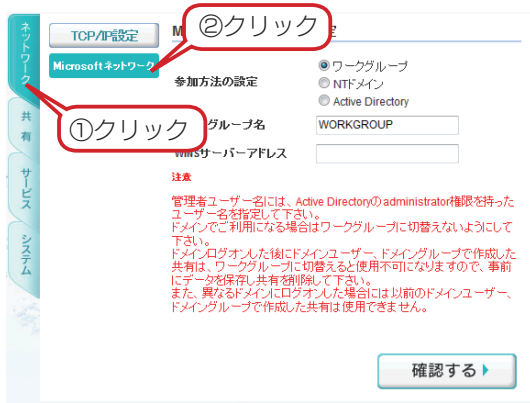 ネットワーク
共有
サービス
システム
TCP/IP設定
Microsoftネットワーク
②クリック
①クリック
M
定
参加方法の設定
ワークグループ
NTドメイン
Active Directory
グループ名
WORKGROUP
WINSサーバーアドレス
注意
管理者ユーザー名には、Active Directoryのadministrator権限を持った
ユーザー名を指定して下さい。
ドメインでご利用になる場合はワークグループに切替えないようにして
下さい。
ドメインログオンした後にドメインユーザー、ドメイングループで作成した
共有は、ワークグループに切替えると使用不可になりますので、事前
にデータを保存し共有を削除して下さい。
また、異なるドメインにログオンした場合には以前のドメインユーザー、
ドメイングループで作成した共有は使用できません。
確認する